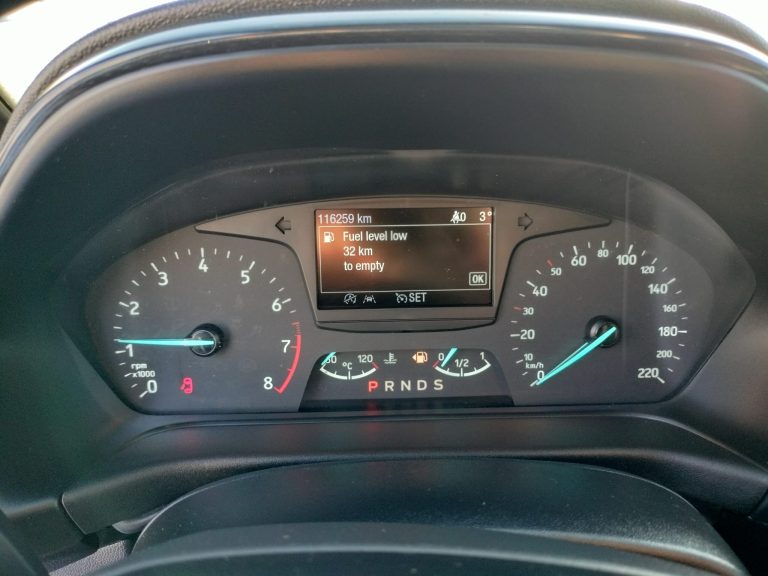 116259 km 0 3°
Fuel level low
32 km
to empty
OK
SET
0 1 2 3 4 5 6 7 8
rpm
x1000
60 120
°C
0 1/2 1
P R N D S
0 10 20 30 40 50 60 80 100 120 140 160 180 200 220
km/h